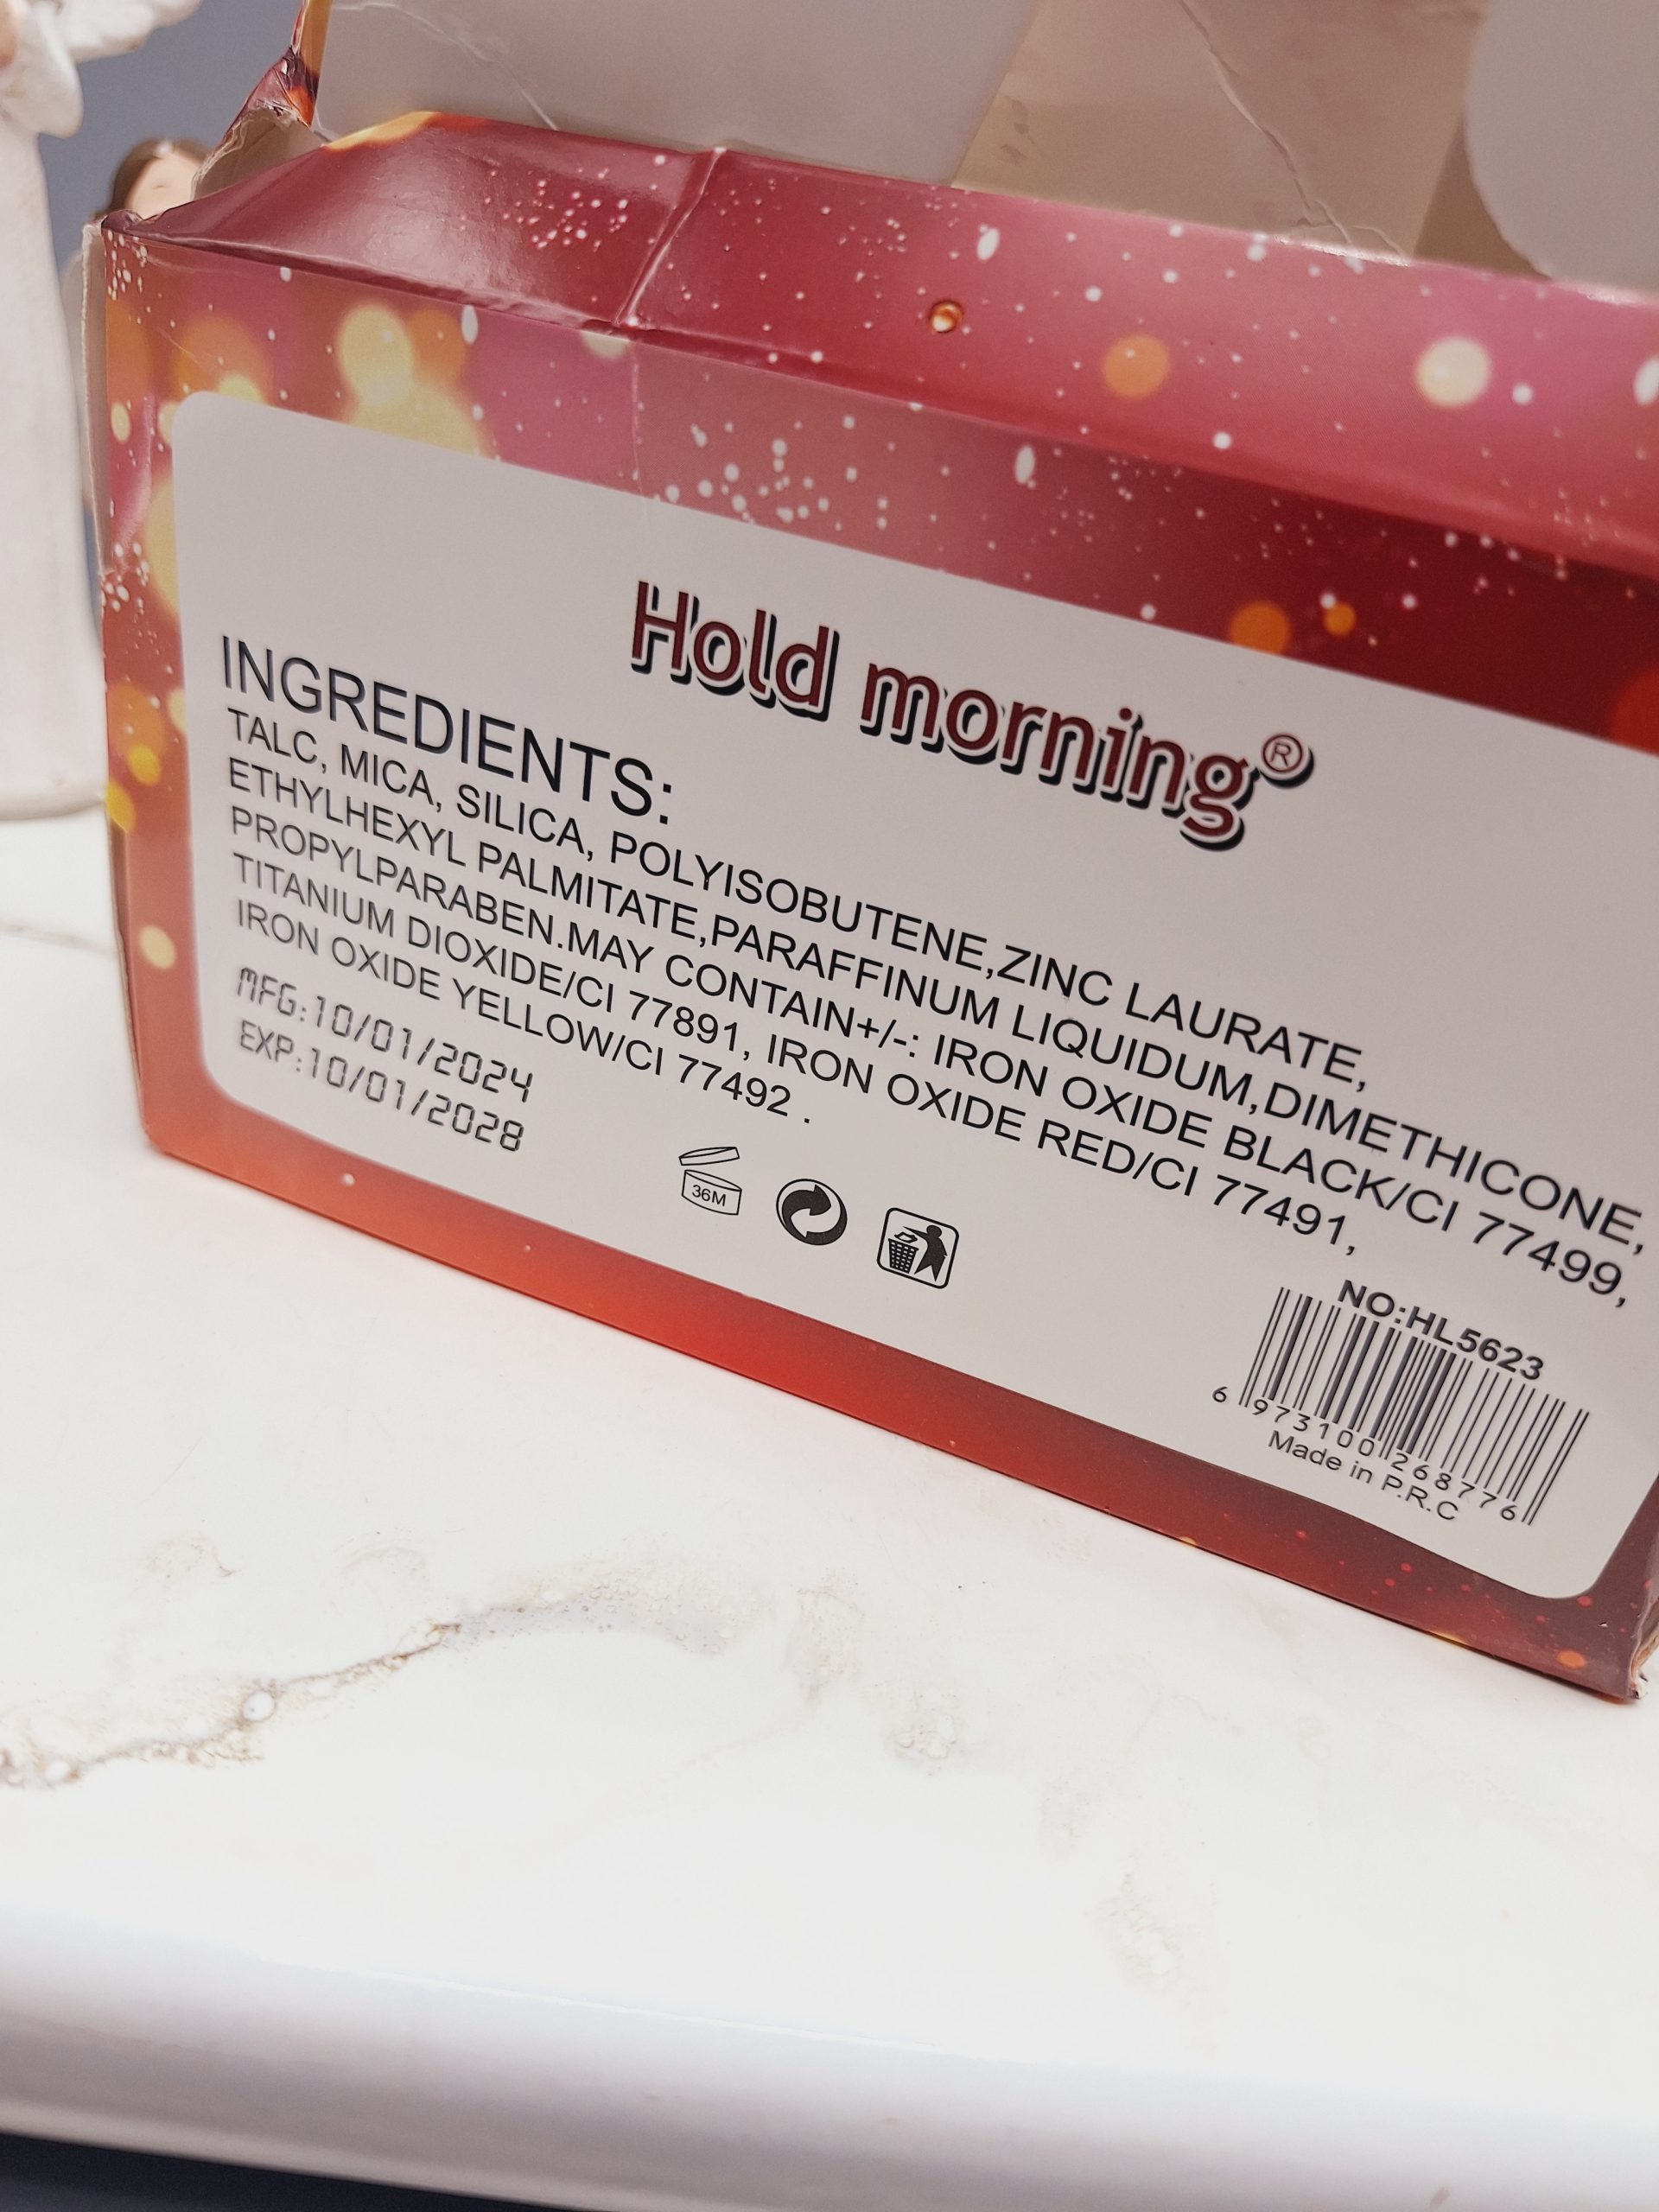 Hold morning®
INGREDIENTS:
TALC, MICA, SILICA, POLYISOBUTENE,ZINC LAURATE,
ETHYLHEXYL PALMITATE,PARAFFINUM LIQUIDUM,DIMETHICONE,
PROPYLPARABEN.MAY CONTAIN+/-: IRON OXIDE BLACK/CI 77499,
TITANIUM DIOXIDE/CI 77891, IRON OXIDE RED/CI 77491,
IRON OXIDE YELLOW/CI 77492 .
MFG:10/01/2024
EXP:10/01/2028
36M
NO:HL5623
6 973100 268776
Made in P.R.C